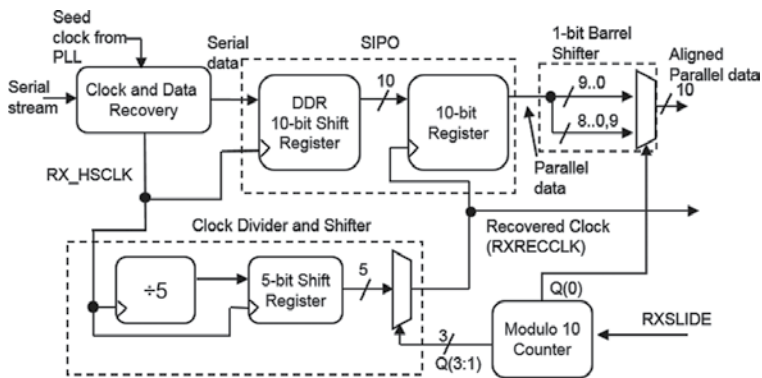 Seed
clock from
PLL
Serial
stream
Clock and Data
Recovery
Serial
data
SIPO
DDR
10-bit Shift
Register
10
10-bit
Register
1-bit Barrel
Shifter
9..0
8..0,9
Aligned
Parallel data
10
Parallel
data
RX_HSCLK
Clock Divider and Shifter
÷5
5-bit Shift
Register
5
Recovered Clock
(RXRECCLK)
Q(0)
3
Q(3:1)
Modulo 10
Counter
RXSLIDE